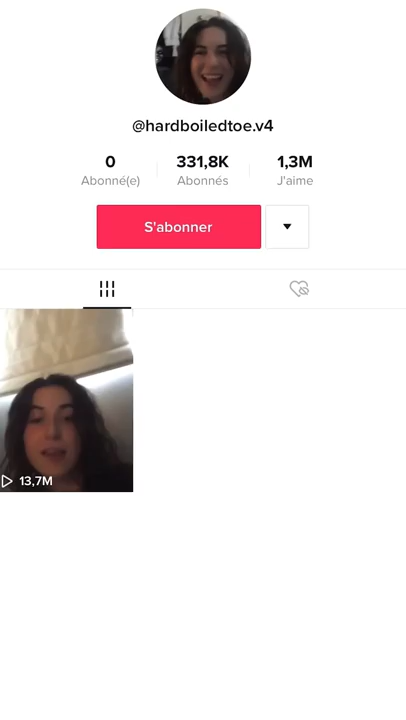 @hardboiledtoe.v4
0 331,8K 1,3M
Abonné(e) Abonnés J'aime
S'abonner
13,7M